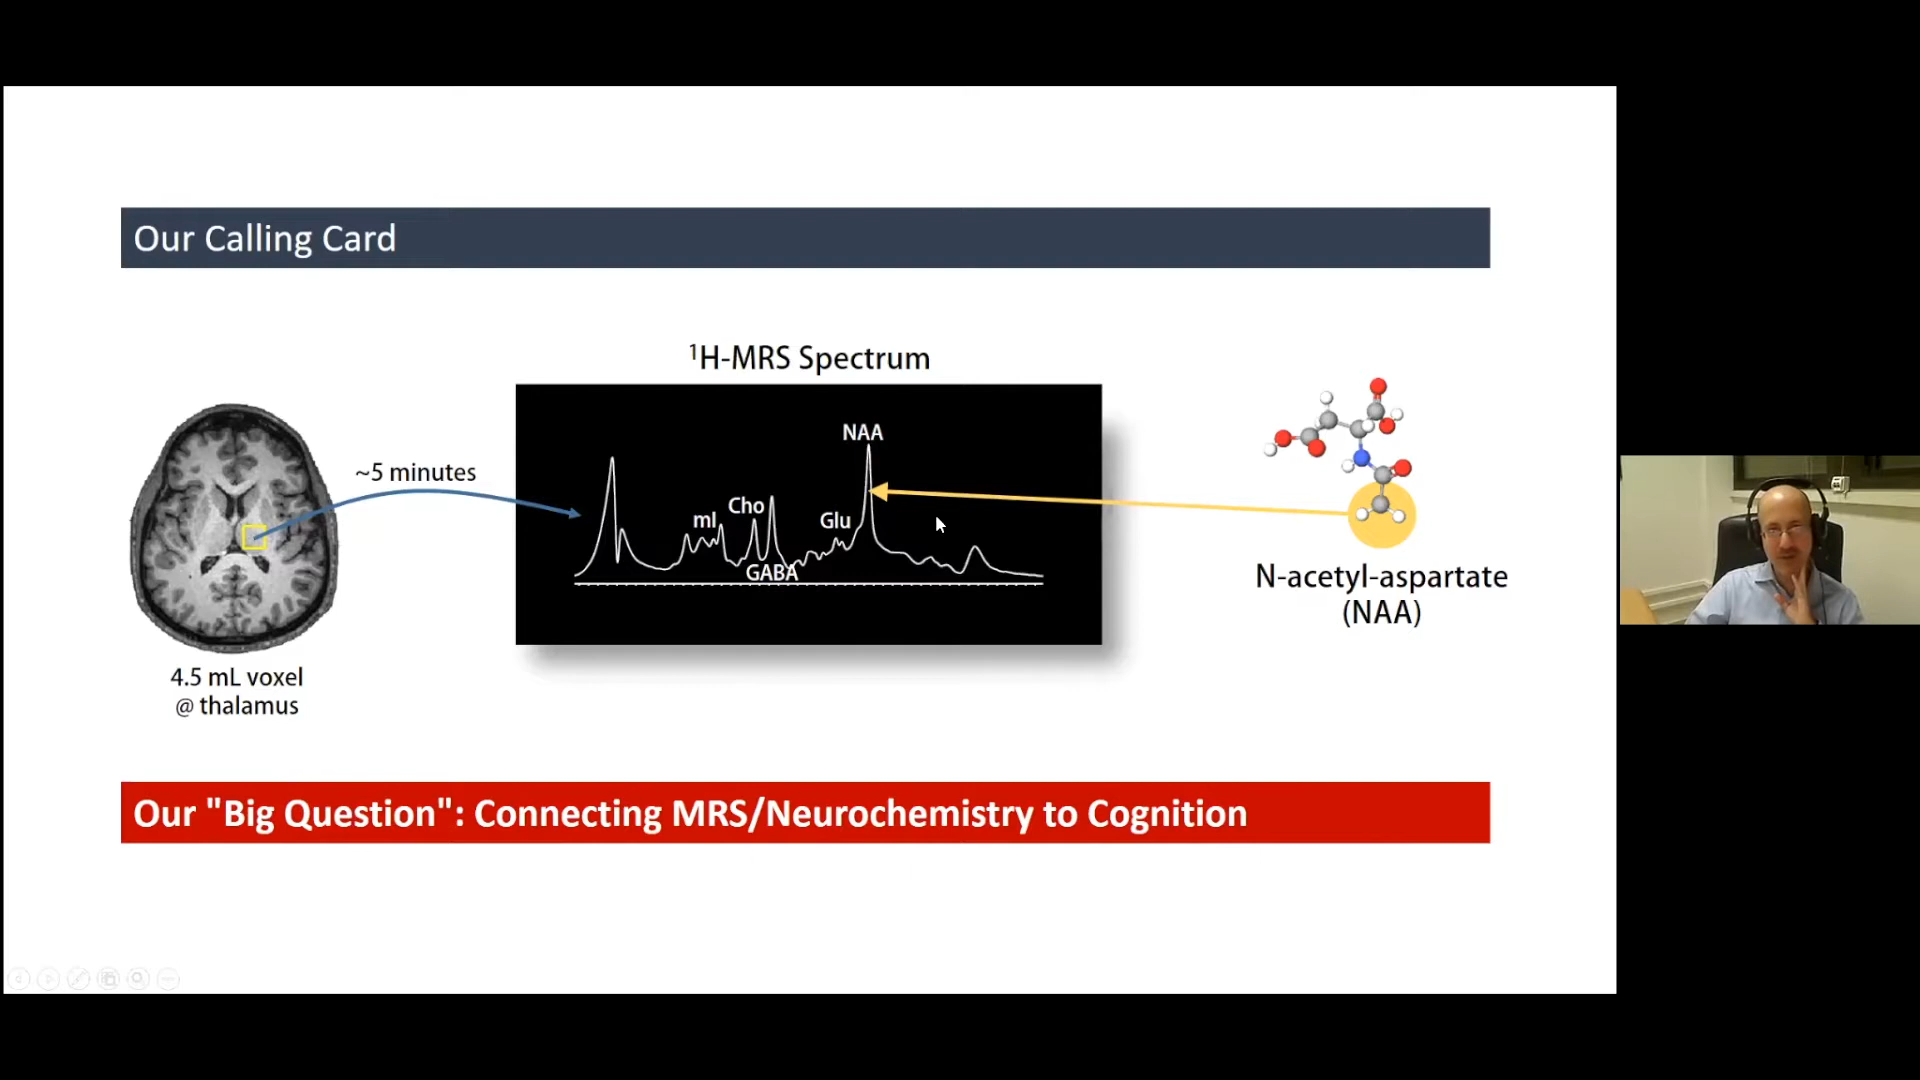 Our Calling Card
¹H-MRS Spectrum
~5 minutes
NAA
Cho
mI
Glu
GABA
N-acetyl-aspartate
(NAA)
4.5 mL voxel
@ thalamus
Our "Big Question": Connecting MRS/Neurochemistry to Cognition